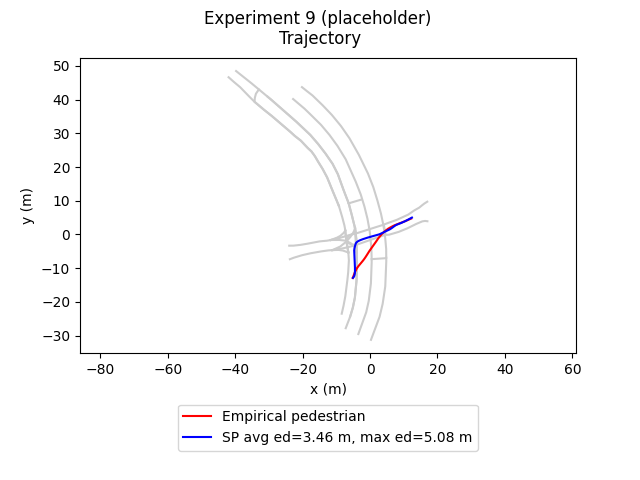 Experiment 9 (placeholder)
Trajectory
50
40
30
20
10
0
−10
−20
−30
y (m)
−80 −60 −40 −20 0 20 40 60
x (m)
Empirical pedestrian
SP avg ed=3.46 m, max ed=5.08 m